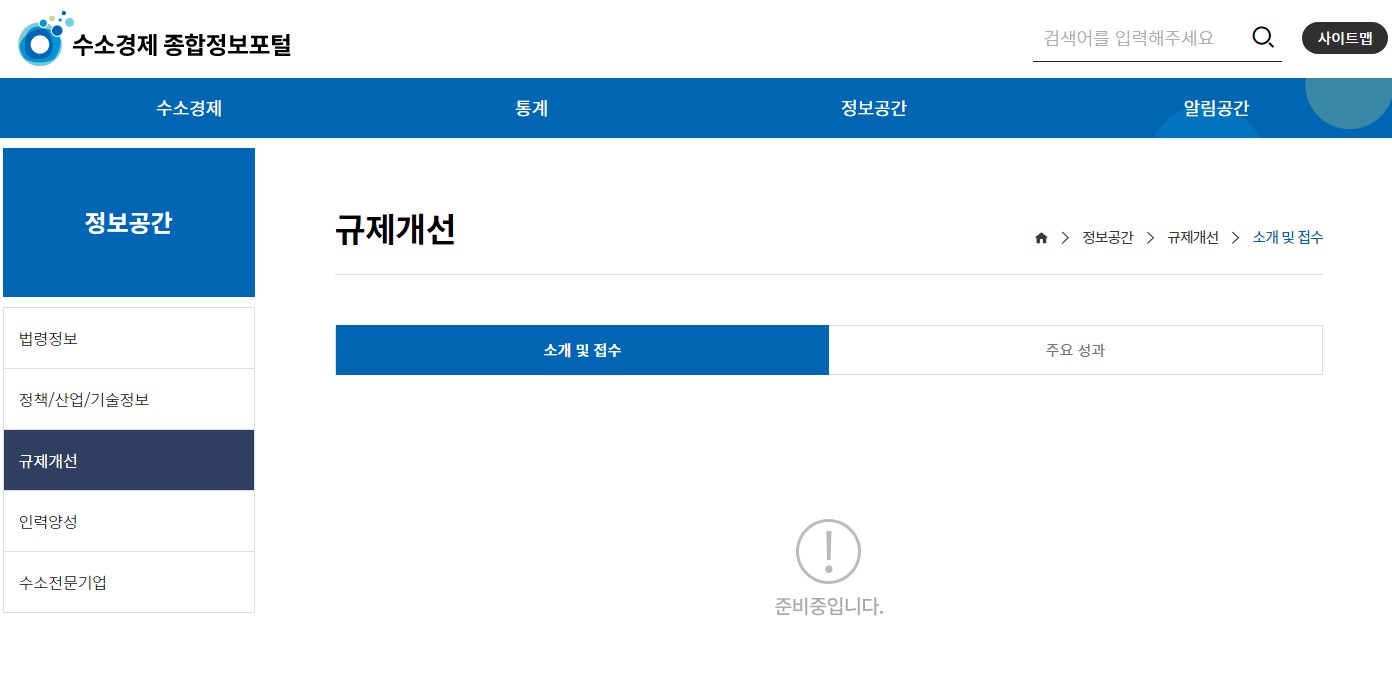 수소경제 종합정보포털
검색어를 입력해주세요
사이트맵
수소경제 통계 정보공간 알림공간
정보공간
법령정보
정책/산업/기술정보
규제개선
인력양성
수소전문기업
규제개선
정보공간 > 규제개선 > 소개 및 접수
소개 및 접수
주요 성과
준비중입니다.